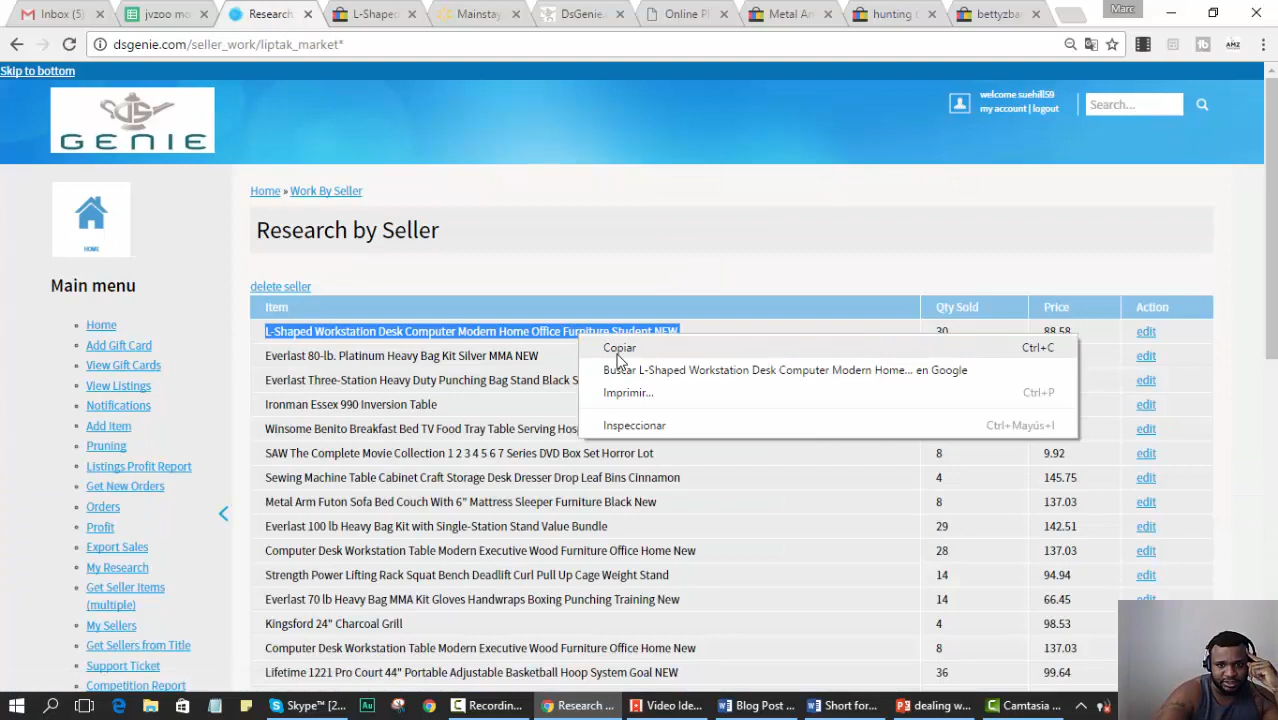 Inbox (5)
jvzoo mo
Research
L-Shaped
Mainstay
DsGenie.
Online P
Metal Ar
hunting
bettyzba
Marc
dsgenie.com/seller_work/liptak_market*
AMZ
Skip to bottom
DS
GENIE
welcome suehill59
my account | logout
Search...
HOME
Home » Work By Seller
Research by Seller
Main menu
Home
Add Gift Card
View Gift Cards
View Listings
Notifications
Add Item
Pruning
Listings Profit Report
Get New Orders
Orders
Profit
Export Sales
My Research
Get Seller Items
(multiple)
My Sellers
Get Sellers from Title
Support Ticket
Competition Report
delete seller
Item Qty Sold Price Action
L-Shaped Workstation Desk Computer Modern Home Office Furniture Student NEW 30 88.58 edit
Everlast 80-lb. Platinum Heavy Bag Kit Silver MMA NEW edit
Everlast Three-Station Heavy Duty Punching Bag Stand Black S edit
Ironman Essex 990 Inversion Table edit
Winsome Benito Breakfast Bed TV Food Tray Table Serving Hos edit
SAW The Complete Movie Collection 1 2 3 4 5 6 7 Series DVD Box Set Horror Lot 8 9.92 edit
Sewing Machine Table Cabinet Craft Storage Desk Dresser Drop Leaf Bins Cinnamon 4 145.75 edit
Metal Arm Futon Sofa Bed Couch With 6" Mattress Sleeper Furniture Black New 8 137.03 edit
Everlast 100 lb Heavy Bag Kit with Single-Station Stand Value Bundle 29 142.51 edit
Computer Desk Workstation Table Modern Executive Wood Furniture Office Home New 28 137.03 edit
Strength Power Lifting Rack Squat Bench Deadlift Curl Pull Up Cage Weight Stand 14 94.94 edit
Everlast 70 lb Heavy Bag MMA Kit Gloves Handwraps Boxing Punching Training New 14 66.45 edit
Kingsford 24" Charcoal Grill 4 98.53
Computer Desk Workstation Table Modern Executive Wood Furniture Office Home New 8 137.03
Lifetime 1221 Pro Court 44" Portable Adjustable Basketball Hoop System Goal NEW 36 99.64
Copiar Ctrl+C
Buscar L-Shaped Workstation Desk Computer Modern Home... en Google
Imprimir... Ctrl+P
Inspeccionar Ctrl+Mayús+I
Skype™ [2...
Au
Recordin...
Research ...
Video Ide...
Blog Post ...
Short for...
dealing w...
Camtasia ...